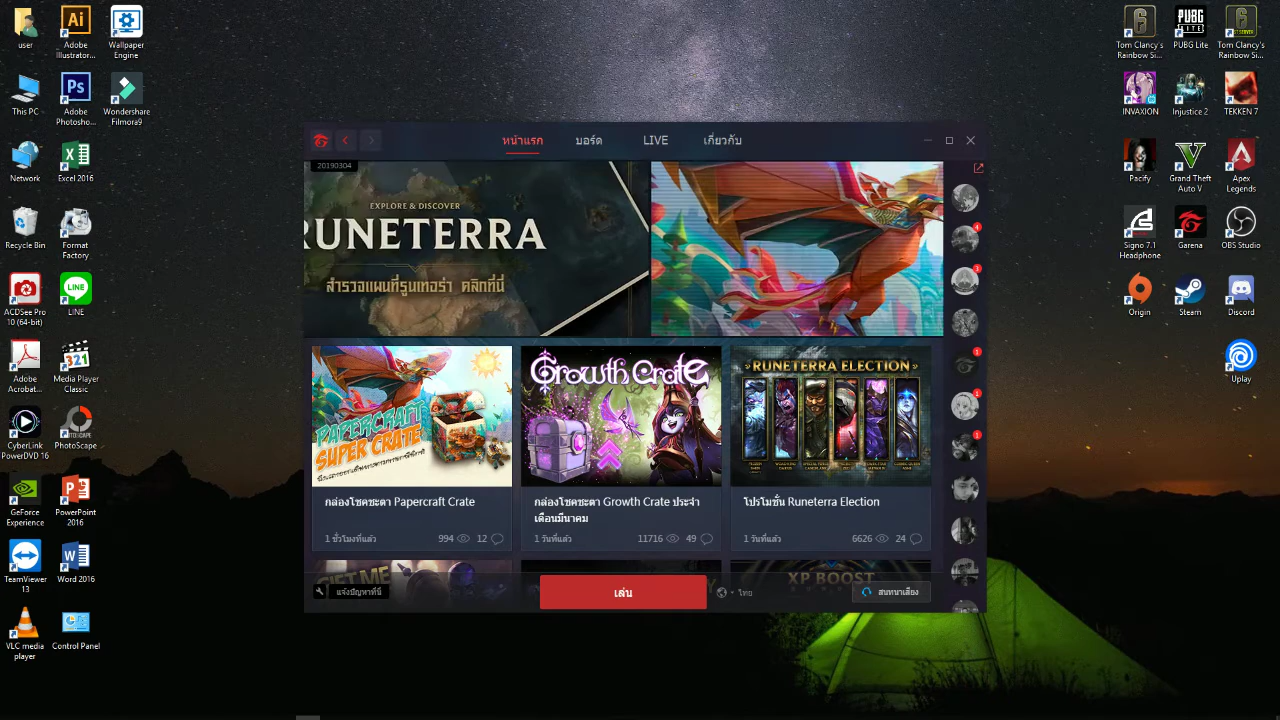 user
Adobe
Illustrator...
Wallpaper
Engine
This PC
Adobe
Photosho...
Wondershare
Filmora9
Network
Excel 2016
Recycle Bin
Format
Factory
ACDSee Pro
10 (64-bit)
LINE
Adobe
Acrobat...
Media Player
Classic
CyberLink
PowerDVD 16
PhotoScape
GeForce
Experience
PowerPoint
2016
TeamViewer
13
Word 2016
VLC media
player
Control Panel
หน้าแรก
บอร์ด
LIVE
เกี่ยวกับ
20190304
EXPLORE & DISCOVER
RUNETERRA
สำรวจแผนที่รูนเทอร์ร่า คลิกที่นี่
PAPERCRAFT
SUPER CRATE
Growth Crate
RUNETERRA ELECTION
กล่องโชคชะตา Papercraft Crate
1 ชั่วโมงที่แล้ว 994 12
กล่องโชคชะตา Growth Crate ประจำ
เดือนมีนาคม
1 วันที่แล้ว 11716 49
โปรโมชั่น Runeterra Election
1 วันที่แล้ว 6626 24
GIFT ME
XP BOOST
แจ้งปัญหาที่นี่
เล่น
ไทย
สนทนาเสียง
4
3
1
1
1
Tom Clancy's
Rainbow Si...
PUBG Lite
Tom Clancy's
Rainbow Si...
INVAXION
Injustice 2
TEKKEN 7
Pacify
Grand Theft
Auto V
Apex
Legends
Signo 7.1
Headphone
Garena
OBS Studio
Origin
Steam
Discord
Uplay